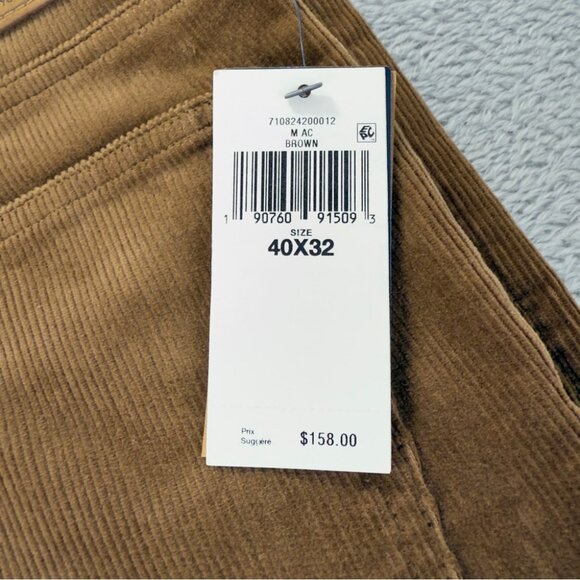 710824200012
M AC
BROWN
1 90760 91509 3
SIZE
40X32
Prix
Suggéré
$158.00